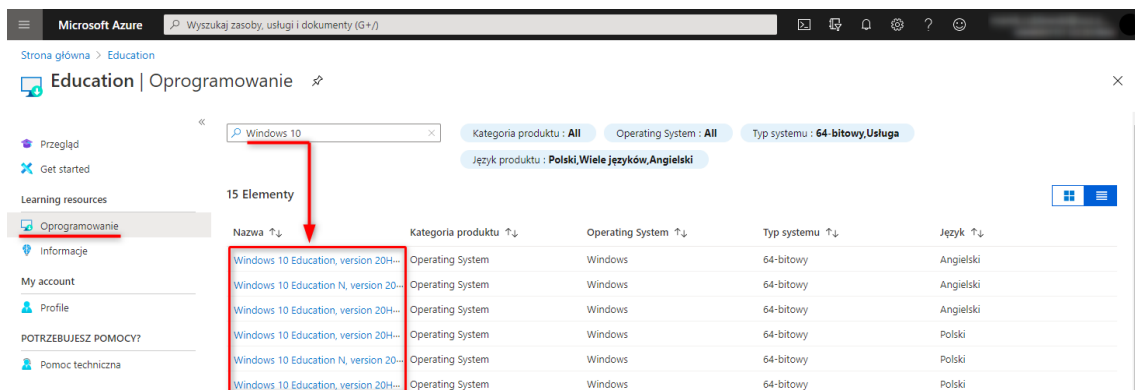 Microsoft Azure
Wyszukaj zasoby, usługi i dokumenty (G+/)
Strona główna > Education
Education | Oprogramowanie
Windows 10
Kategoria produktu : All
Operating System : All
Typ systemu : 64-bitowy,Usługa
Język produktu : Polski,Wiele języków,Angielski
Przegląd
Get started
Learning resources
Oprogramowanie
Informacje
My account
Profile
POTRZEBUJESZ POMOCY?
Pomoc techniczna
15 Elementy
Nazwa ↑↓ Kategoria produktu ↑↓ Operating System ↑↓ Typ systemu ↑↓ Język ↑↓
Windows 10 Education, version 20H··· Operating System Windows 64-bitowy Angielski
Windows 10 Education N, version 20··· Operating System Windows 64-bitowy Angielski
Windows 10 Education, version 20H··· Operating System Windows 64-bitowy Angielski
Windows 10 Education, version 20H··· Operating System Windows 64-bitowy Polski
Windows 10 Education N, version 20··· Operating System Windows 64-bitowy Polski
Windows 10 Education, version 20H··· Operating System Windows 64-bitowy Polski